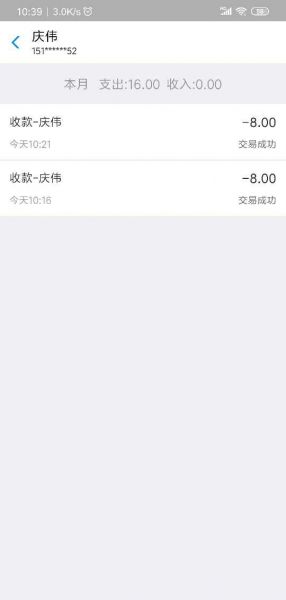 10:39 | 3.0K/s
庆伟
151******52
本月 支出:16.00 收入:0.00
收款-庆伟 -8.00
今天10:21 交易成功
收款-庆伟 -8.00
今天10:16 交易成功